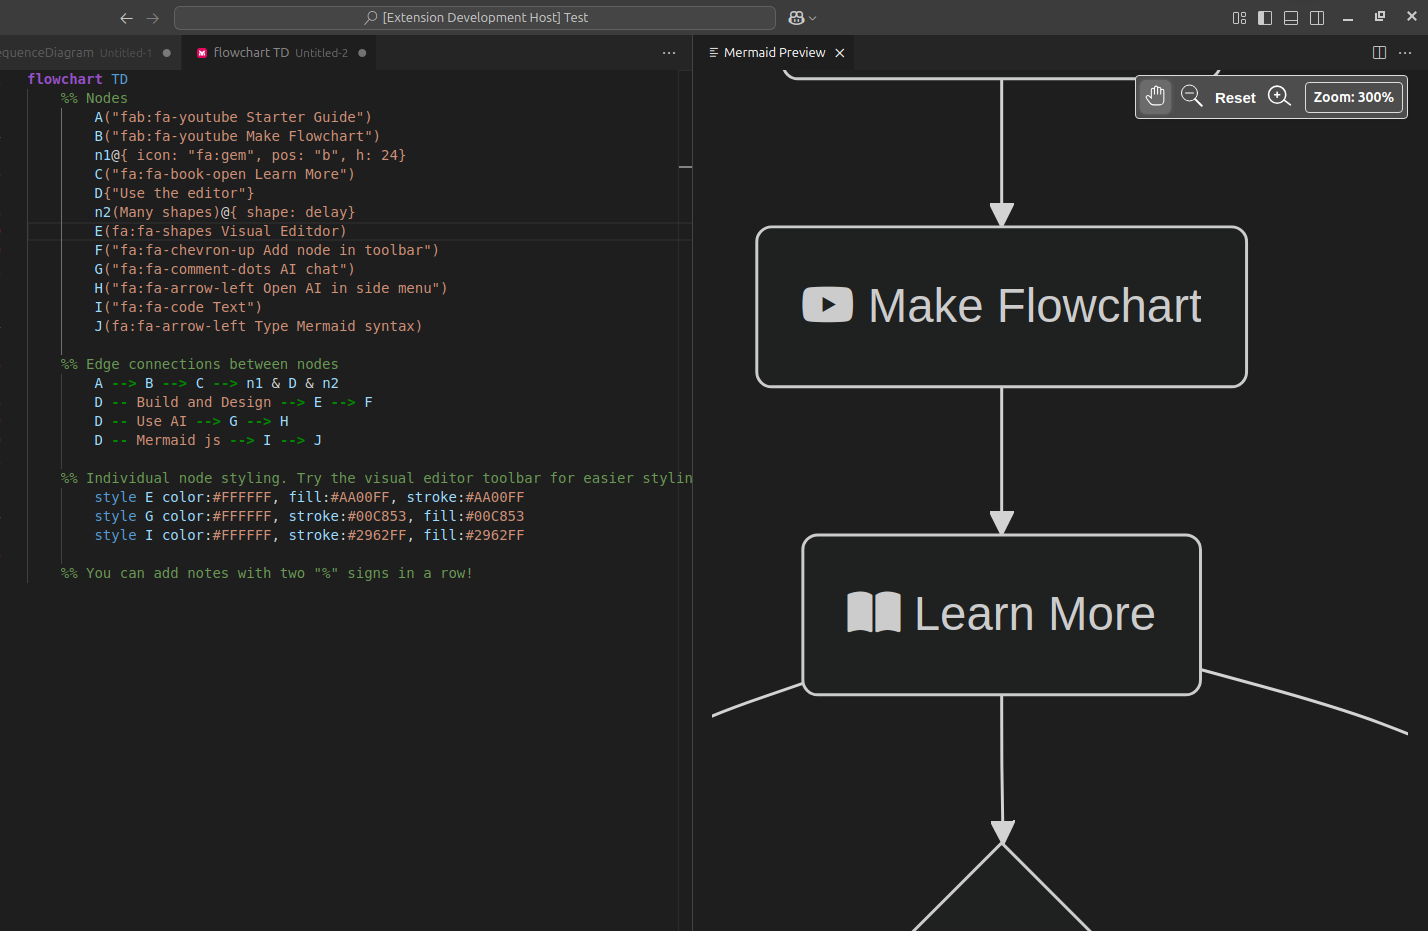 [Extension Development Host] Test
equenceDiagram Untitled-1
flowchart TD Untitled-2
Mermaid Preview
flowchart TD
%% Nodes
A("fab:fa-youtube Starter Guide")
B("fab:fa-youtube Make Flowchart")
n1@{ icon: "fa:gem", pos: "b", h: 24}
C("fa:fa-book-open Learn More")
D{"Use the editor"}
n2(Many shapes)@{ shape: delay}
E(fa:fa-shapes Visual Editdor)
F("fa:fa-chevron-up Add node in toolbar")
G("fa:fa-comment-dots AI chat")
H("fa:fa-arrow-left Open AI in side menu")
I("fa:fa-code Text")
J(fa:fa-arrow-left Type Mermaid syntax)
%% Edge connections between nodes
A --> B --> C --> n1 & D & n2
D -- Build and Design --> E --> F
D -- Use AI --> G --> H
D -- Mermaid js --> I --> J
%% Individual node styling. Try the visual editor toolbar for easier stylin
style E color:#FFFFFF, fill:#AA00FF, stroke:#AA00FF
style G color:#FFFFFF, stroke:#00C853, fill:#00C853
style I color:#FFFFFF, stroke:#2962FF, fill:#2962FF
%% You can add notes with two "%" signs in a row!
Reset
Zoom: 300%
Make Flowchart
Learn More